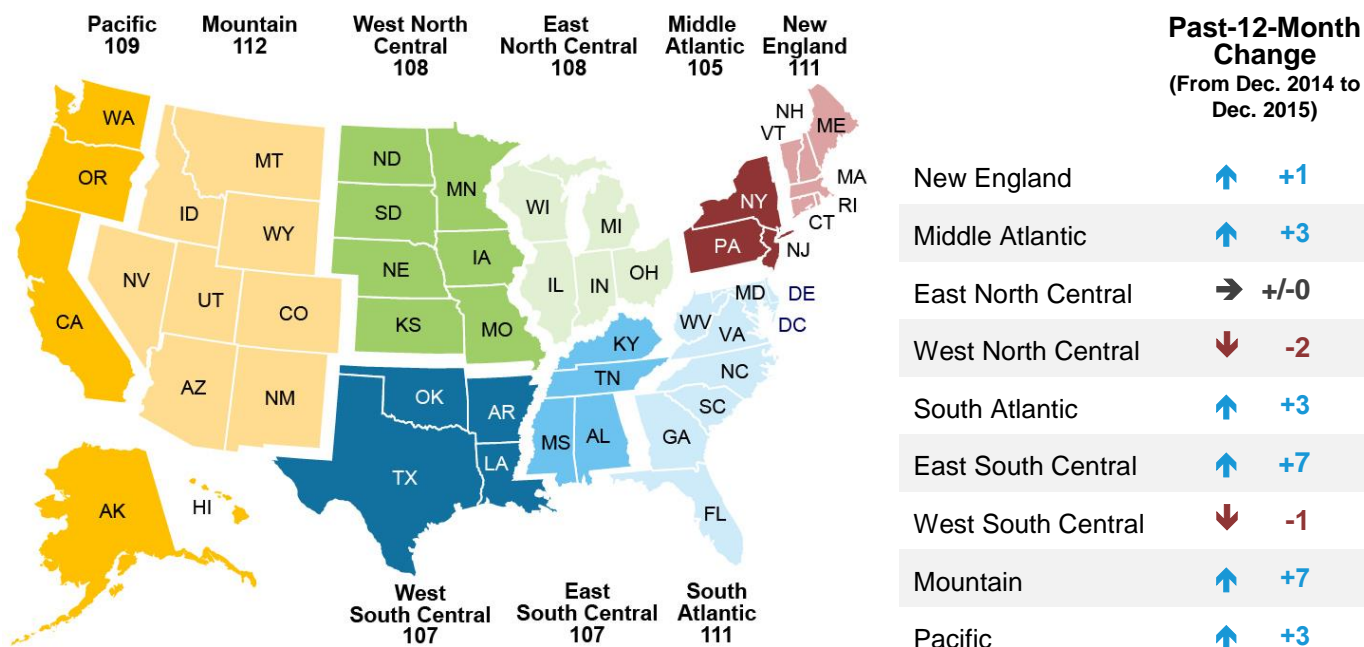 Pacific
109
Mountain
112
West North
Central
108
East
North Central
108
Middle
Atlantic
105
New
England
111
WA
OR
CA
AK
HI
MT
ID
WY
NV
UT
CO
AZ
NM
ND
SD
NE
KS
MN
IA
MO
WI
MI
IL
IN
OH
NY
PA
NJ
NH
VT
ME
MA
RI
CT
OK
AR
TX
LA
KY
TN
MS
AL
MD
DE
DC
WV
VA
NC
SC
GA
FL
West
South Central
107
East
South Central
107
South
Atlantic
111
Past-12-Month
Change
(From Dec. 2014 to
Dec. 2015)
New England +1
Middle Atlantic +3
East North Central +/-0
West North Central -2
South Atlantic +3
East South Central +7
West South Central -1
Mountain +7
Pacific +3